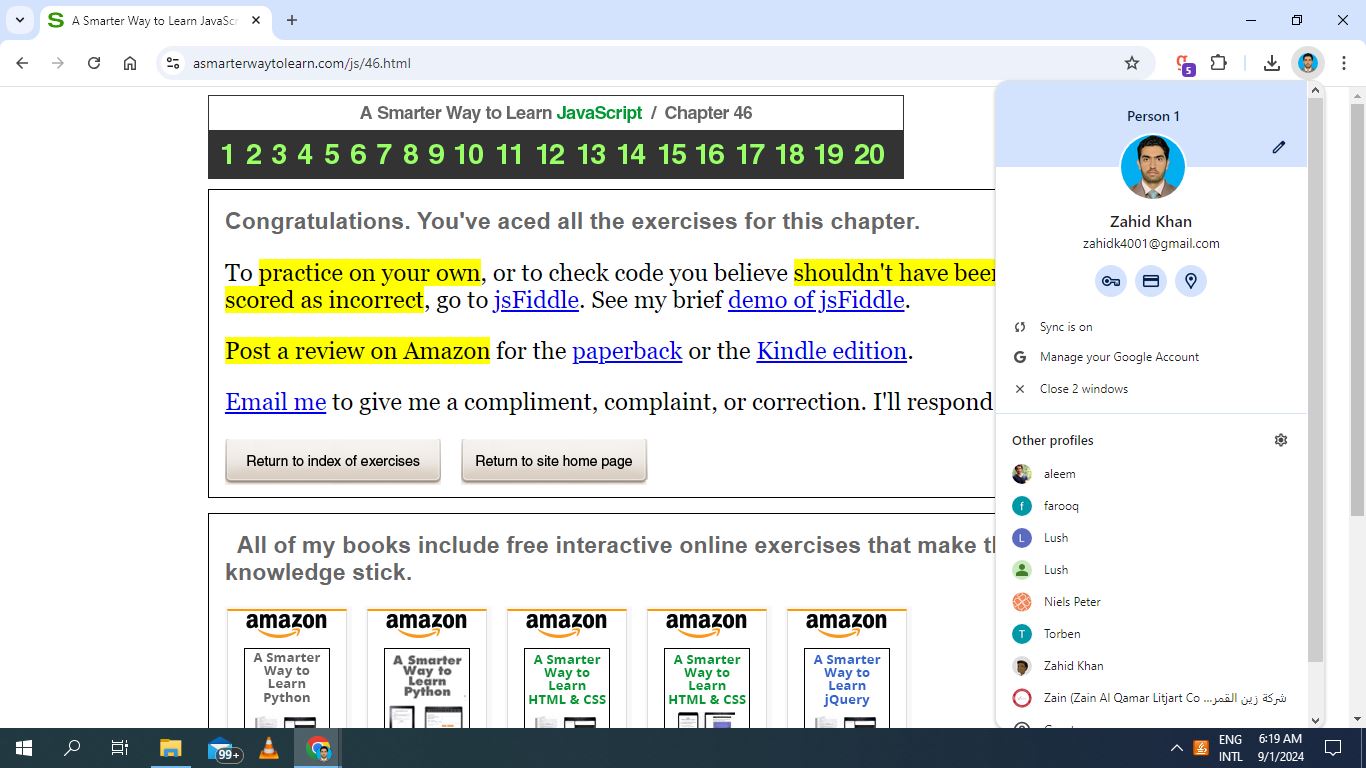 A Smarter Way to Learn JavaScr
asmarterwaytolearn.com/js/46.html
5
A Smarter Way to Learn JavaScript / Chapter 46
1 2 3 4 5 6 7 8 9 10 11 12 13 14 15 16 17 18 19 20
Congratulations. You've aced all the exercises for this chapter.
To practice on your own, or to check code you believe shouldn't have been
scored as incorrect, go to jsFiddle. See my brief demo of jsFiddle.
Post a review on Amazon for the paperback or the Kindle edition.
Email me to give me a compliment, complaint, or correction. I'll respond
Return to index of exercises
Return to site home page
All of my books include free interactive online exercises that make th
knowledge stick.
amazon
A Smarter
Way to
Learn
Python
amazon
A Smarter
Way to
Learn
Python
amazon
A Smarter
Way to
Learn
HTML & CSS
amazon
A Smarter
Way to
Learn
HTML & CSS
amazon
A Smarter
Way to
Learn
jQuery
Person 1
Zahid Khan
zahidk4001@gmail.com
Sync is on
G Manage your Google Account
Close 2 windows
Other profiles
aleem
f farooq
L Lush
Lush
Niels Peter
T Torben
Zahid Khan
Zain (Zain Al Qamar Litjart Co ...شركة زين القمر
99+
ENG
INTL
6:19 AM
9/1/2024